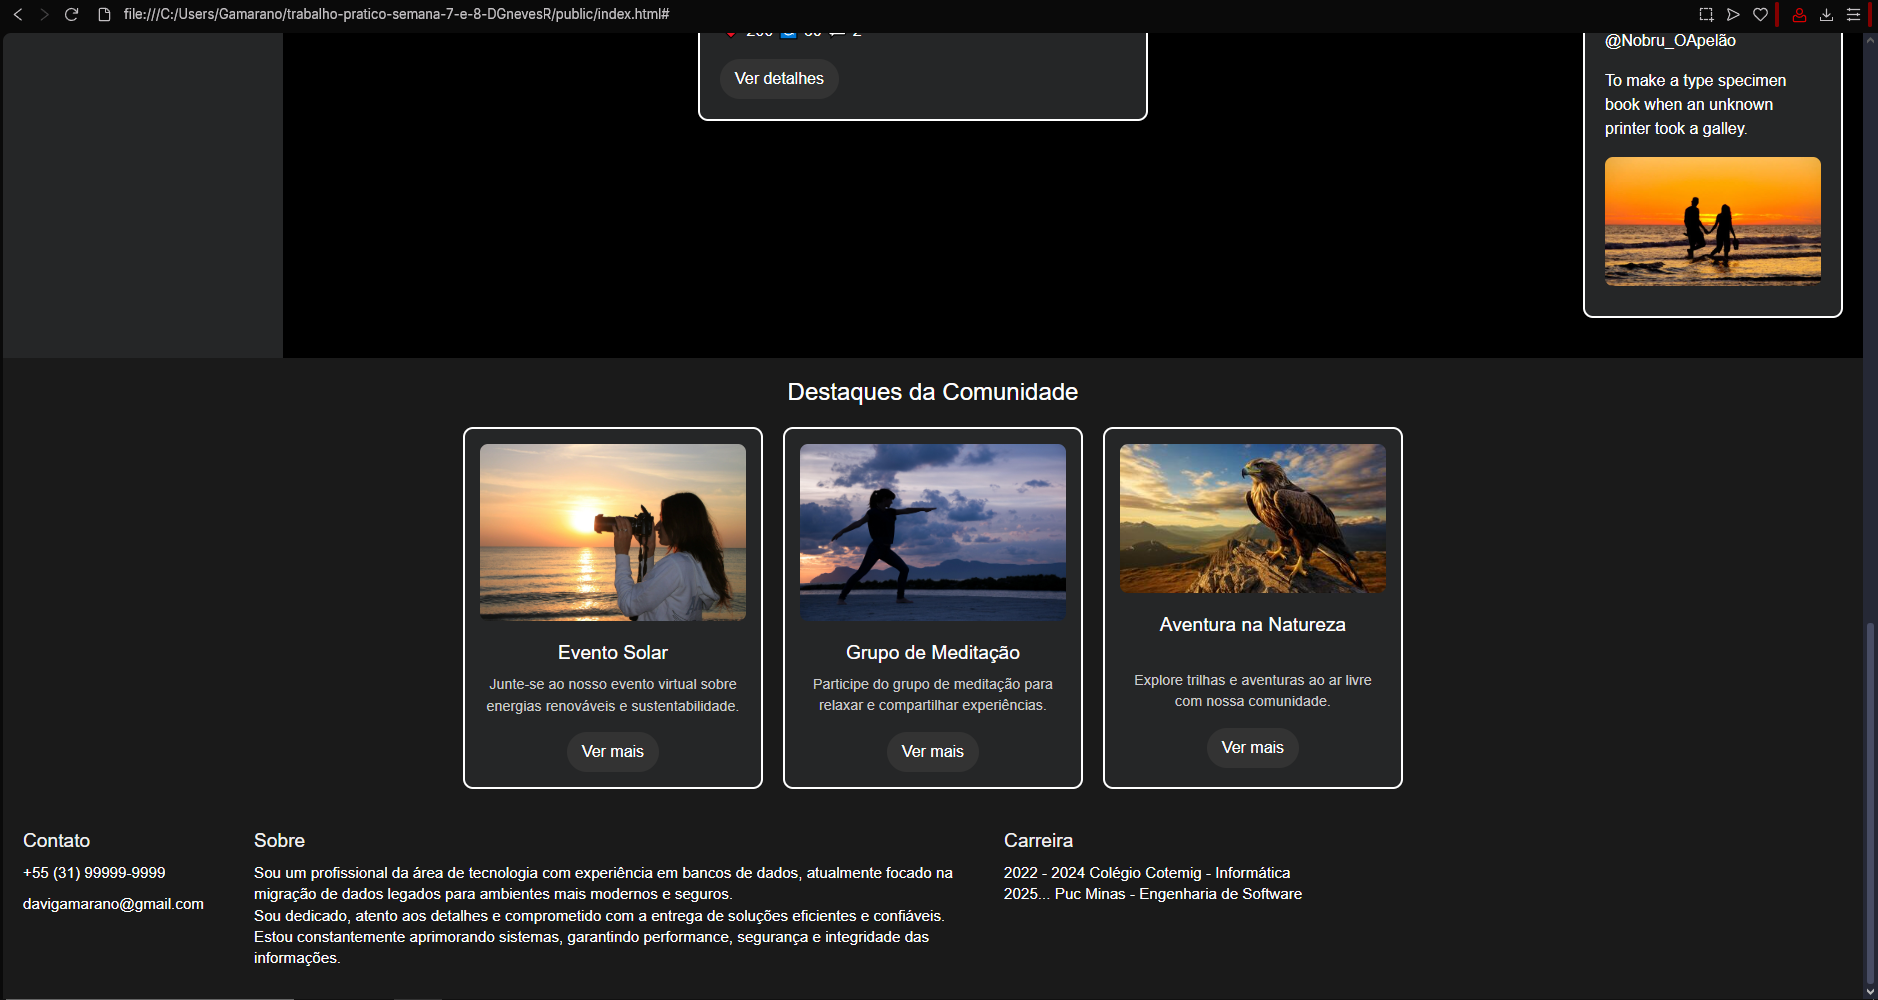 file:///C:/Users/Gamarano/trabalho-pratico-semana-7-e-8-DGnevesR/public/index.html#
Ver detalhes
@Nobru_OApelão
To make a type specimen
book when an unknown
printer took a galley.
Destaques da Comunidade
Evento Solar
Junte-se ao nosso evento virtual sobre
energias renováveis e sustentabilidade.
Ver mais
Grupo de Meditação
Participe do grupo de meditação para
relaxar e compartilhar experiências.
Ver mais
Aventura na Natureza
Explore trilhas e aventuras ao ar livre
com nossa comunidade.
Ver mais
Contato
+55 (31) 99999-9999
davigamarano@gmail.com
Sobre
Sou um profissional da área de tecnologia com experiência em bancos de dados, atualmente focado na
migração de dados legados para ambientes mais modernos e seguros.
Sou dedicado, atento aos detalhes e comprometido com a entrega de soluções eficientes e confiáveis.
Estou constantemente aprimorando sistemas, garantindo performance, segurança e integridade das
informações.
Carreira
2022 - 2024 Colégio Cotemig - Informática
2025... Puc Minas - Engenharia de Software